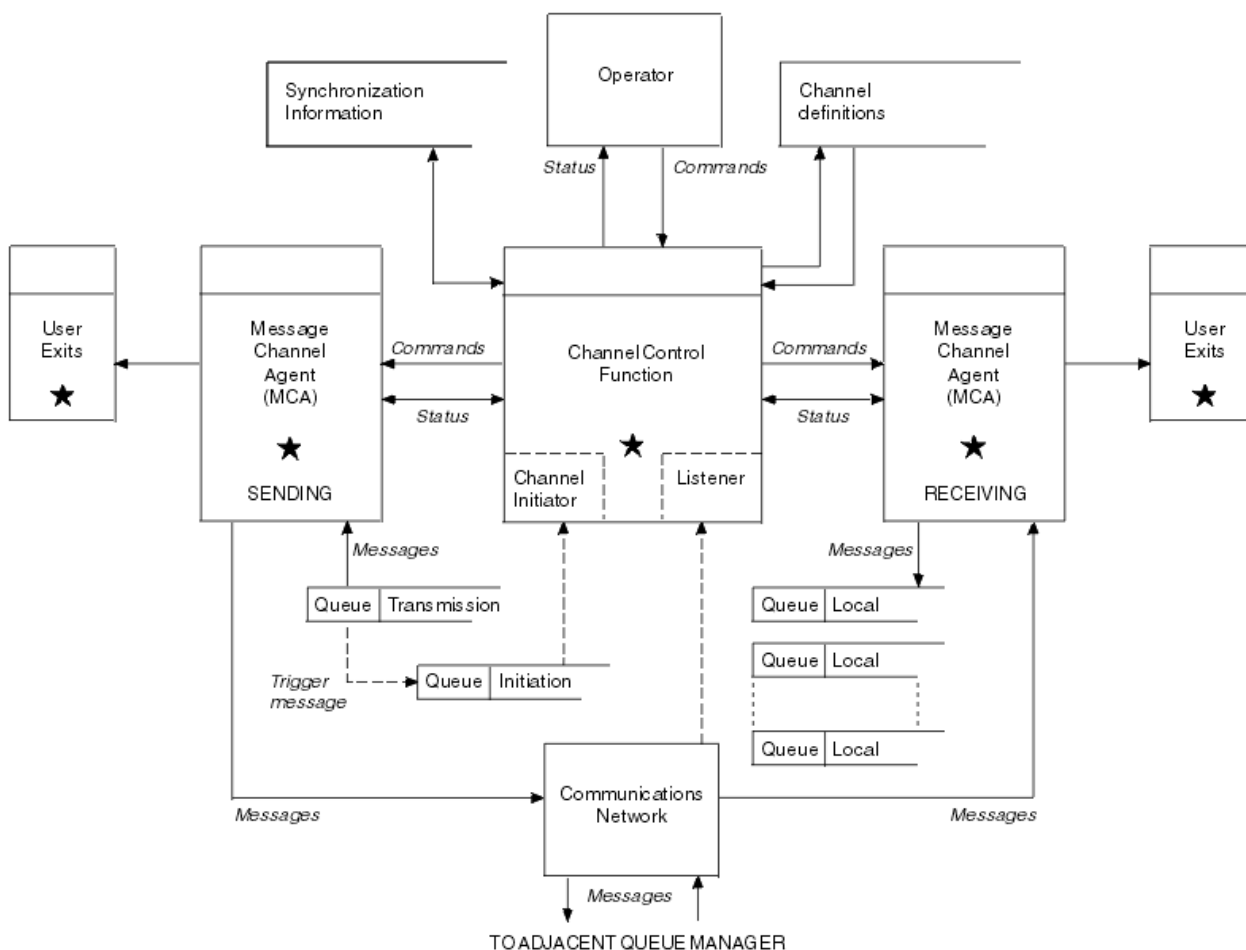 Synchronization
Information
Operator
Channel
definitions
Status
Commands
User
Exits
Message
Channel
Agent
(MCA)
SENDING
Commands
Status
Channel Control
Function
Channel
Initiator
Listener
Commands
Status
Message
Channel
Agent
(MCA)
RECEIVING
User
Exits
Messages
Queue Transmission
Trigger
message
Queue Initiation
Messages
Queue Local
Queue Local
Queue Local
Messages
Communications
Network
Messages
Messages
TO ADJACENT QUEUE MANAGER